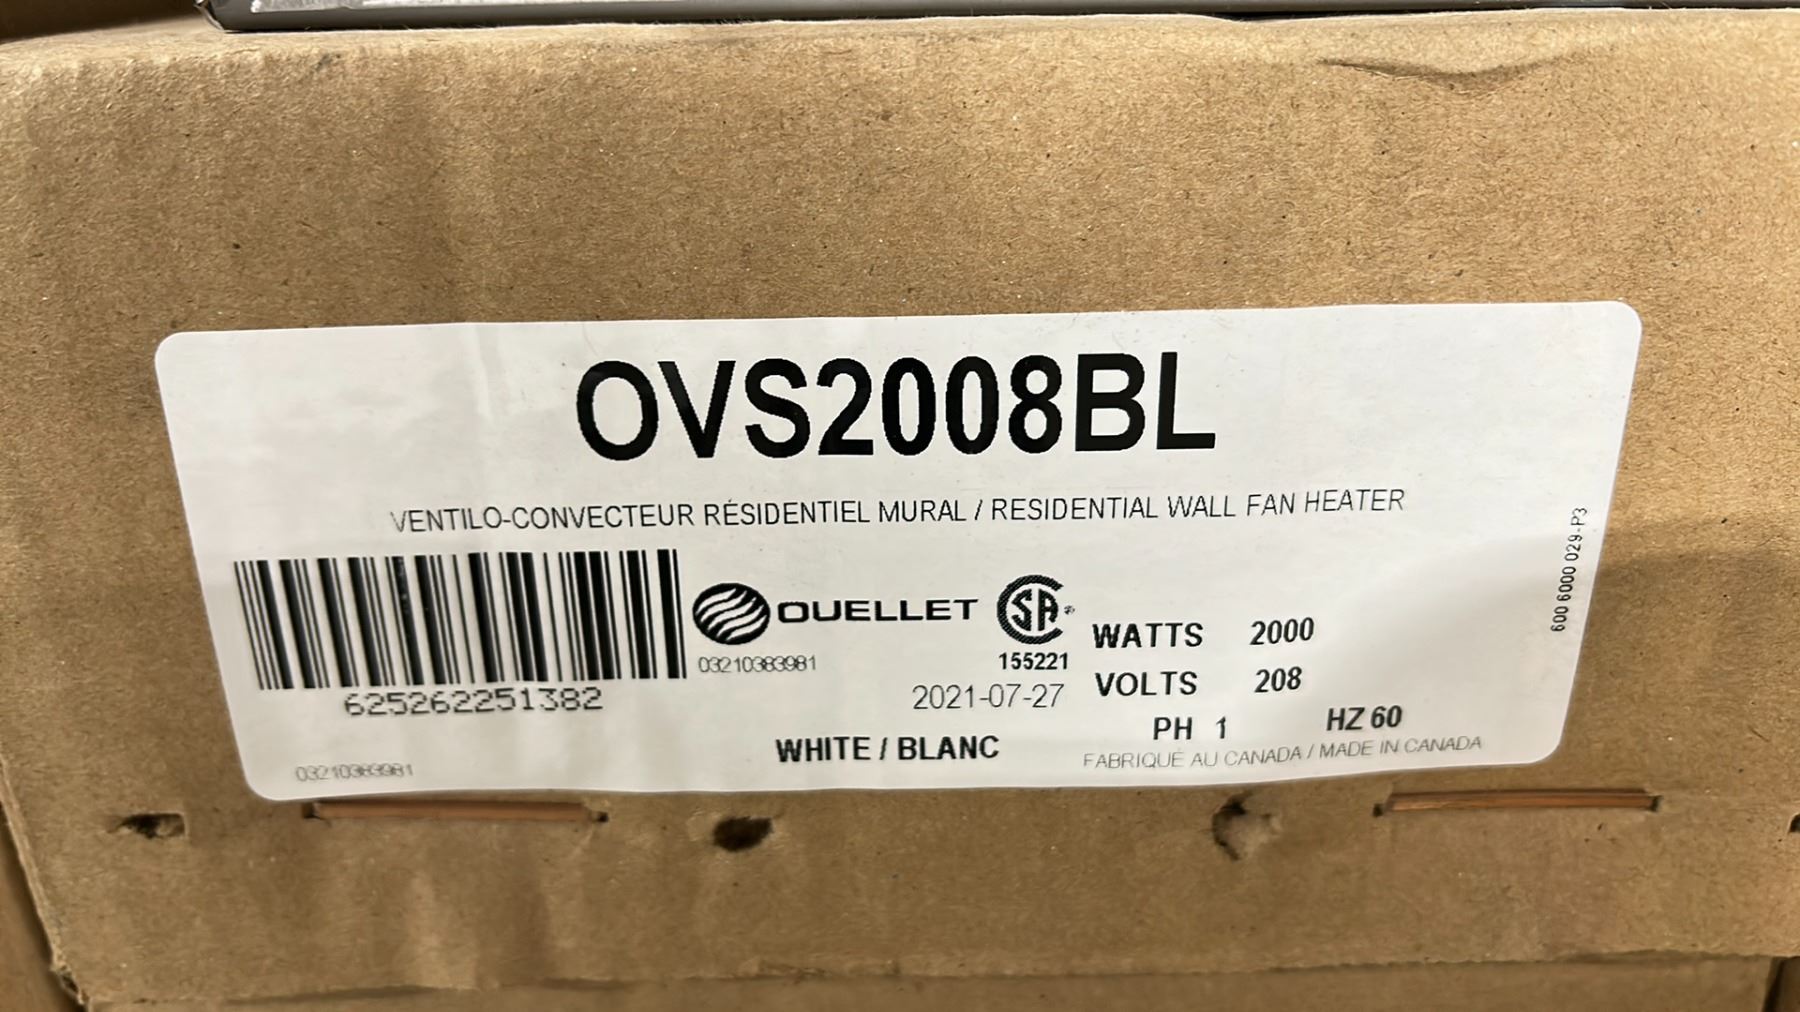 OVS2008BL
VENTILO-CONVECTEUR RÉSIDENTIEL MURAL / RESIDENTIAL WALL FAN HEATER
600 6000 029-P3
OUELLET
SA
03210383981
155221
WATTS 2000
625262251382
2021-07-27
VOLTS 208
PH 1 HZ 60
WHITE / BLANC
FABRIQUÉ AU CANADA / MADE IN CANADA
03210383981